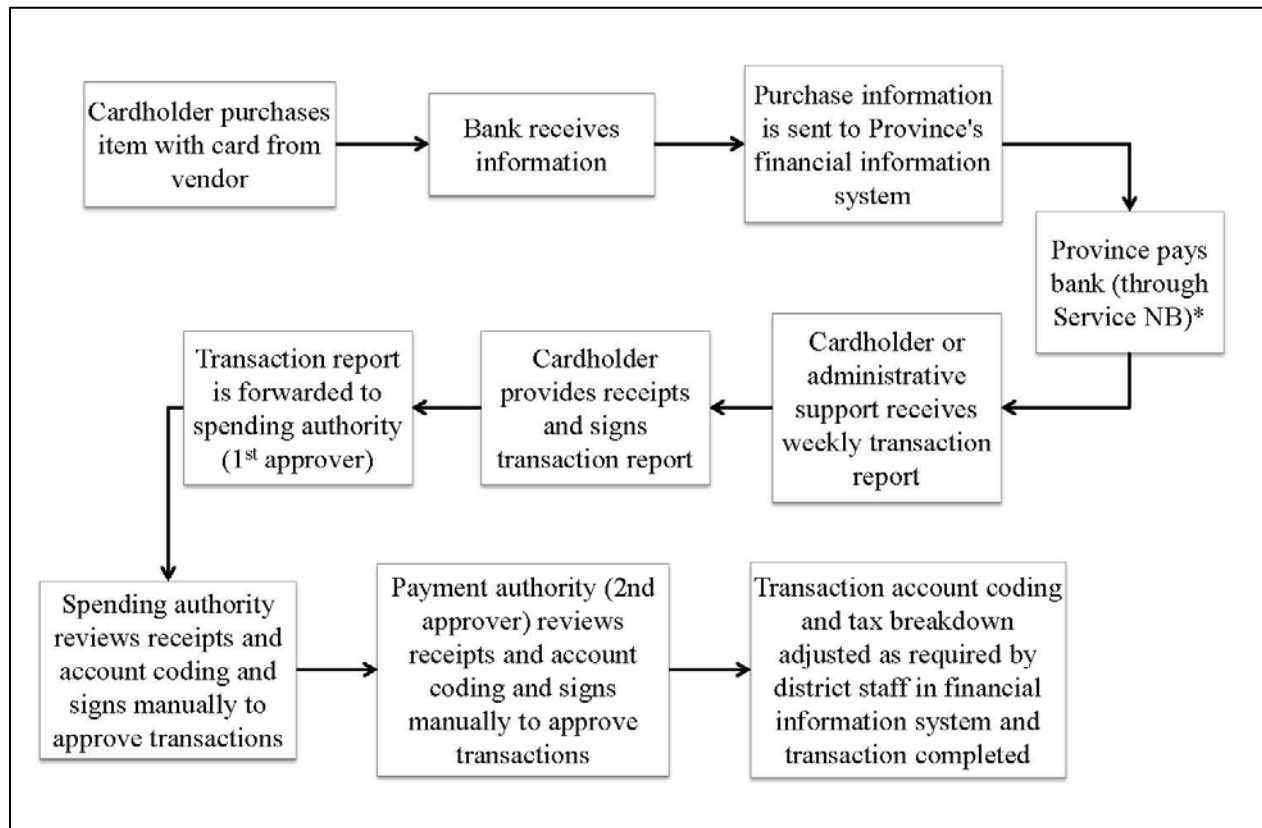 Cardholder purchases
item with card from
vendor
Bank receives
information
Purchase information
is sent to Province's
financial information
system
Province pays
bank (through
Service NB)*
Cardholder or
administrative
support receives
weekly transaction
report
Cardholder
provides receipts
and signs
transaction report
Transaction report
is forwarded to
spending authority
(1st approver)
Spending authority
reviews receipts and
account coding and
signs manually to
approve transactions
Payment authority (2nd
approver) reviews
receipts and account
coding and signs
manually to approve
transactions
Transaction account coding
and tax breakdown
adjusted as required by
district staff in financial
information system and
transaction completed